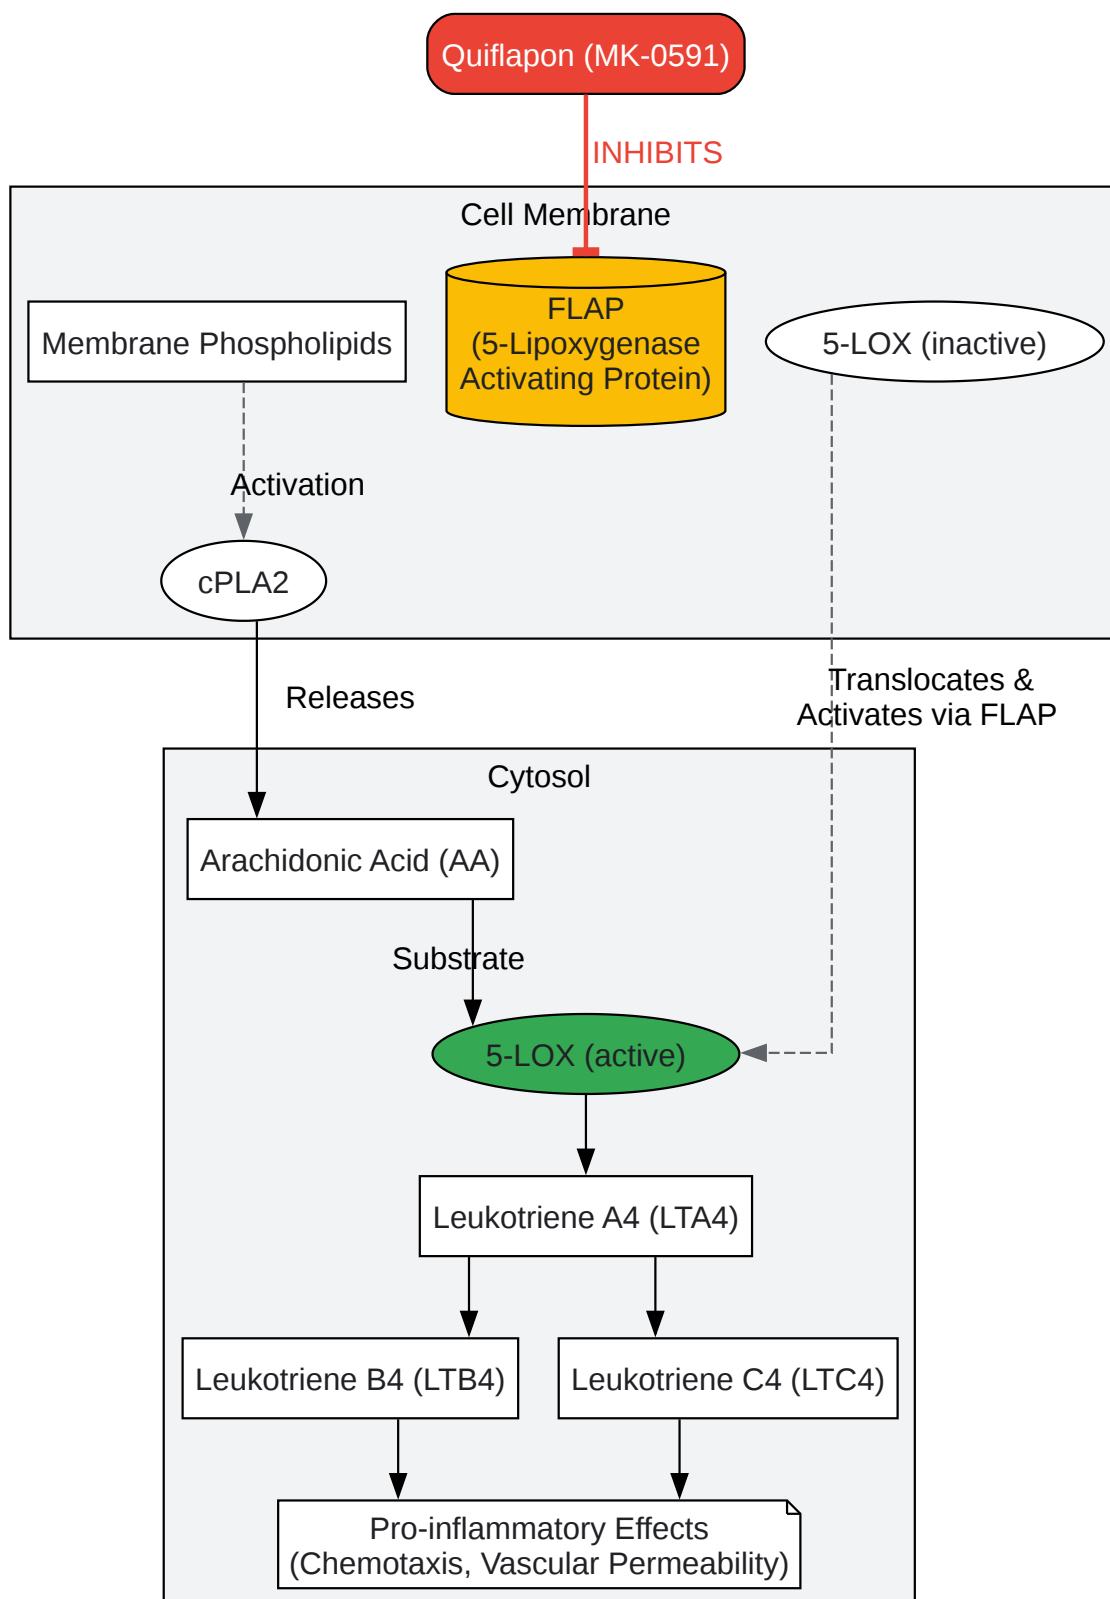 Quiflapon (MK-0591)
INHIBITS
Cell Membrane
Membrane Phospholipids
FLAP
(5-Lipoxygenase
Activating Protein)
5-LOX (inactive)
Activation
cPLA2
Releases
Translocates &
Activates via FLAP
Cytosol
Arachidonic Acid (AA)
Substrate
5-LOX (active)
Leukotriene A4 (LTA4)
Leukotriene B4 (LTB4)
Leukotriene C4 (LTC4)
Pro-inflammatory Effects
(Chemotaxis, Vascular Permeability)